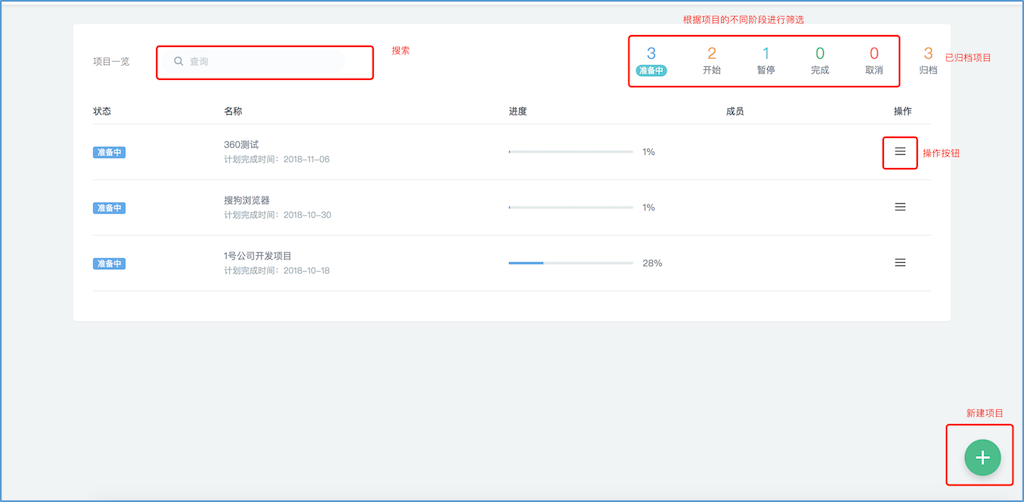 根据项目的不同阶段进行筛选
项目一览
查询
搜索
3 2 1 0 0 3
准备中 开始 暂停 完成 取消 归档
已归档项目
状态 名称 进度 成员 操作
准备中
360测试
计划完成时间：2018-11-06
1%
操作按钮
准备中
搜狗浏览器
计划完成时间：2018-10-30
1%
准备中
1号公司开发项目
计划完成时间：2018-10-18
28%
新建项目